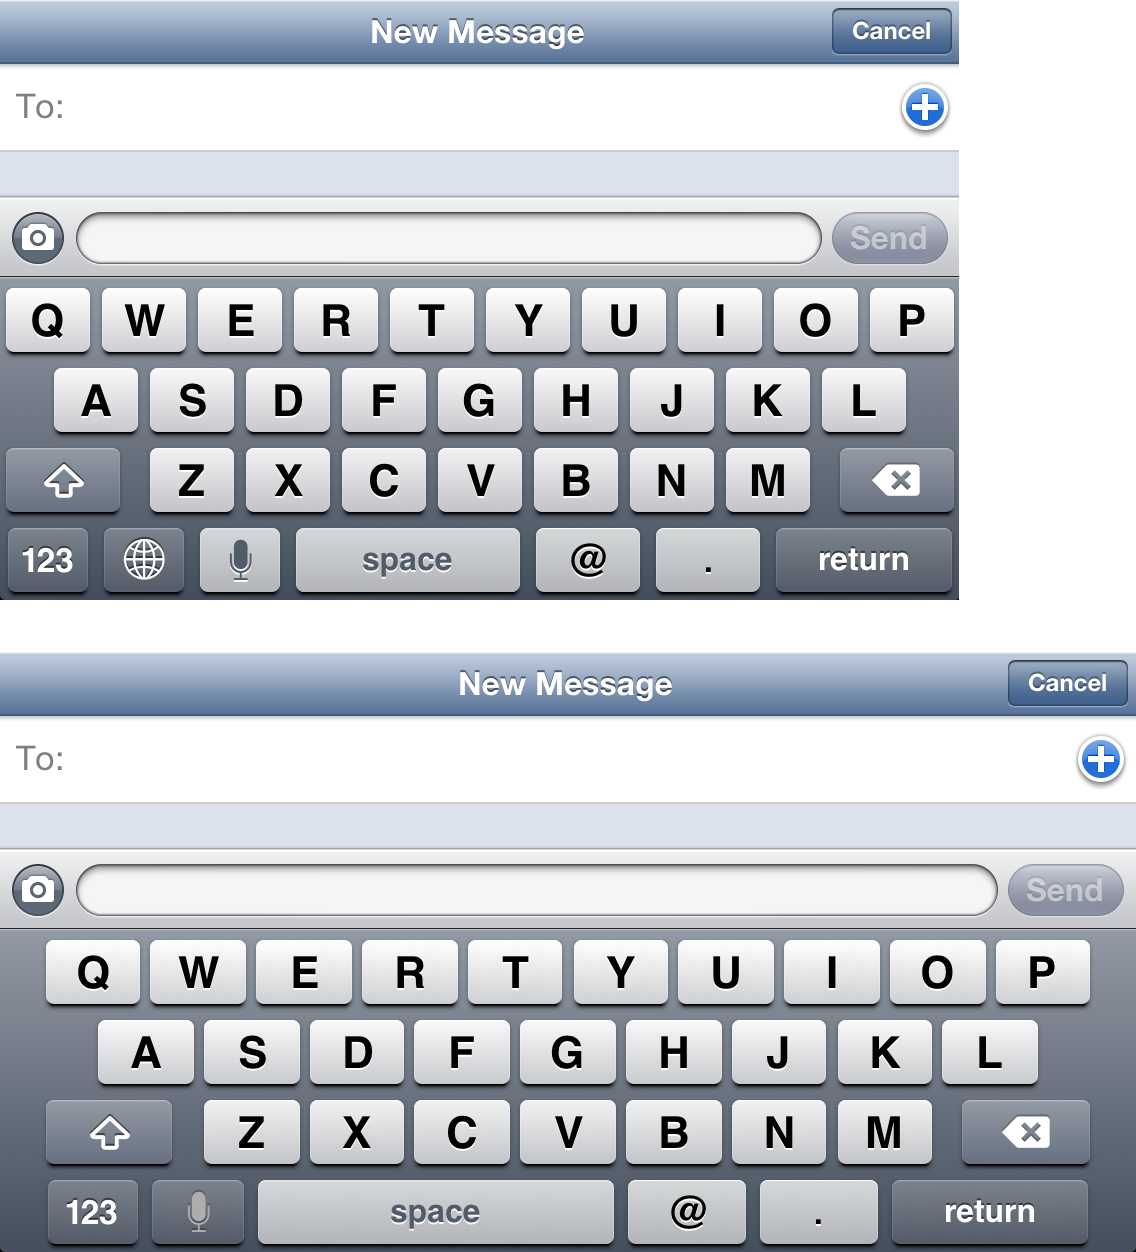 New Message Cancel
To:
Send
Q W E R T Y U I O P
A S D F G H J K L
Z X C V B N M
123 space @ . return
New Message Cancel
To:
Send
Q W E R T Y U I O P
A S D F G H J K L
Z X C V B N M
123 space @ . return